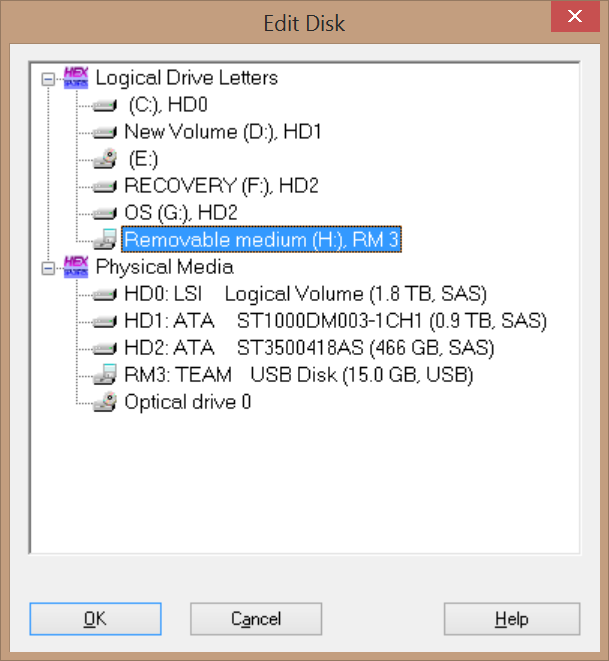 Edit Disk
HEX Logical Drive Letters
(C:), HD0
New Volume (D:), HD1
(E:)
RECOVERY (F:), HD2
OS (G:), HD2
Removable medium (H:), RM 3
HEX Physical Media
HD0: LSI Logical Volume (1.8 TB, SAS)
HD1: ATA ST1000DM003-1CH1 (0.9 TB, SAS)
HD2: ATA ST3500418AS (466 GB, SAS)
RM3: TEAM USB Disk (15.0 GB, USB)
Optical drive 0
OK Cancel Help